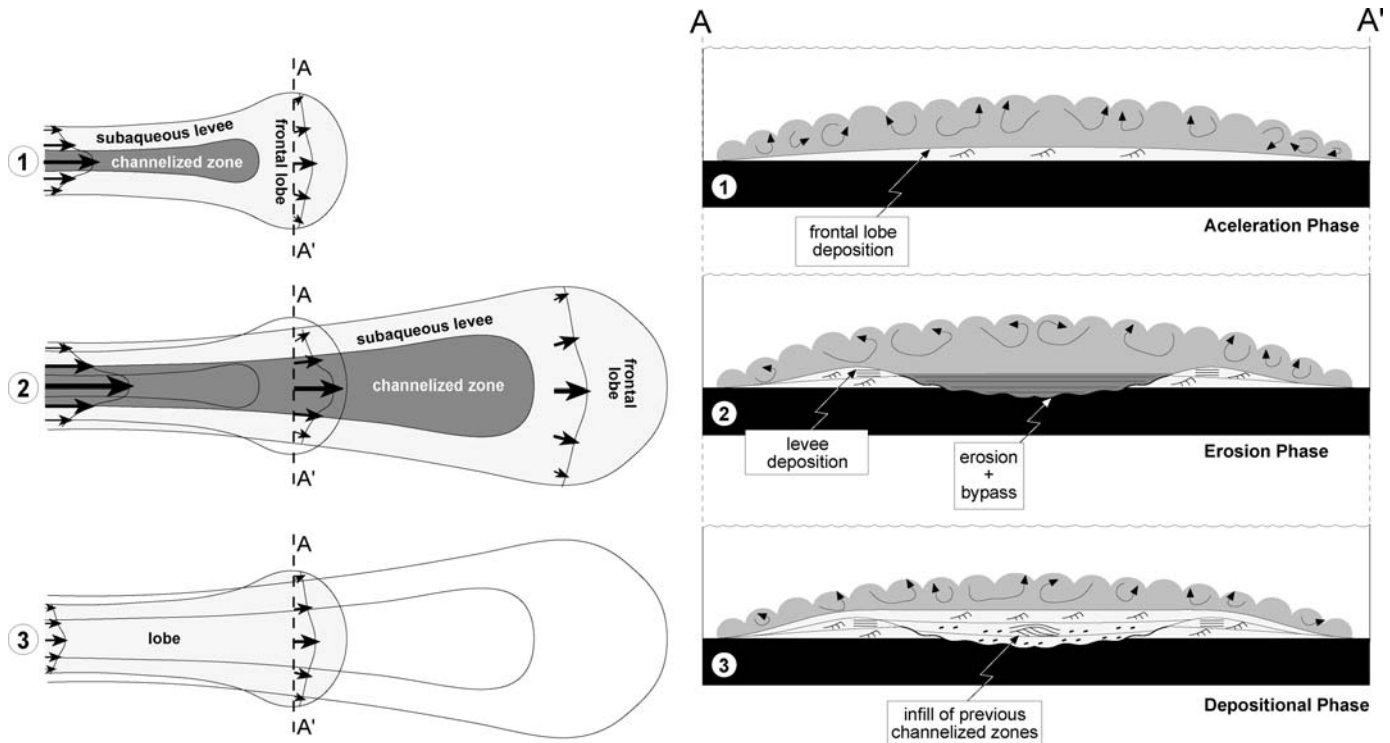 1
subaqueous levee
channelized zone
frontal lobe
A
A'
2
subaqueous levee
channelized zone
frontal
lobe
A
A'
3
lobe
A
A'
A
A'
1
frontal lobe
deposition
Aceleration Phase
2
levee
deposition
erosion
+
bypass
Erosion Phase
3
infill of previous
channelized zones
Depositional Phase